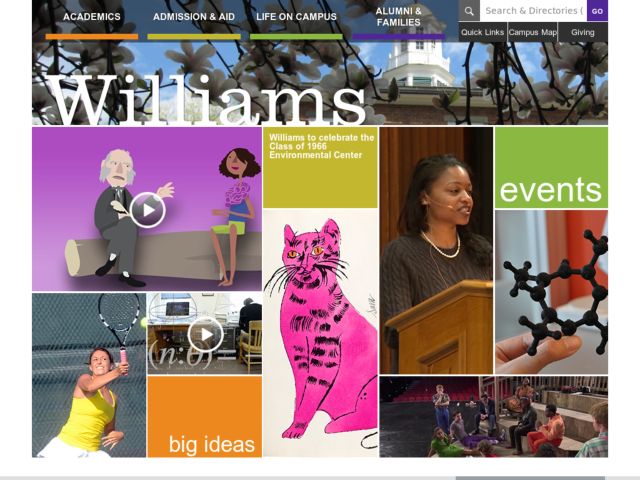 ACADEMICS
ADMISSION & AID
LIFE ON CAMPUS
ALUMNI &
FAMILIES
Search & Directories (
GO
Quick Links
Campus Map
Giving
Williams
Williams to celebrate the
Class of 1966
Environmental Center
events
(n:0)
big ideas